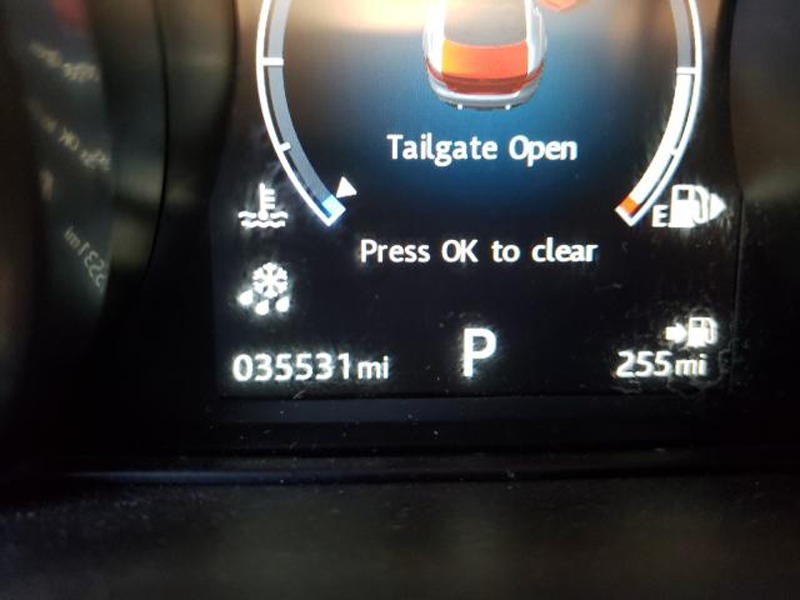 Tailgate Open
E
Press OK to clear
035531mi
P
255mi